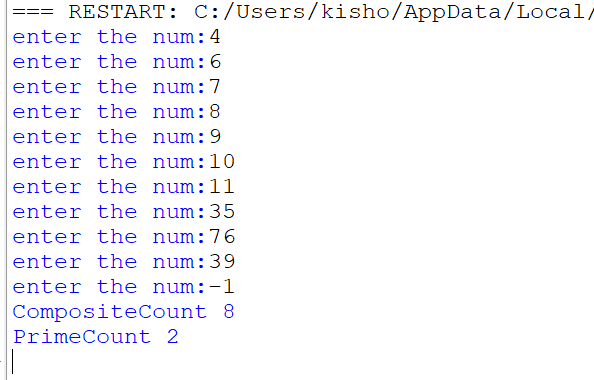 === RESTART: C:/Users/kisho/AppData/Local/
enter the num:4
enter the num:6
enter the num:7
enter the num:8
enter the num:9
enter the num:10
enter the num:11
enter the num:35
enter the num:76
enter the num:39
enter the num:-1
CompositeCount 8
PrimeCount 2